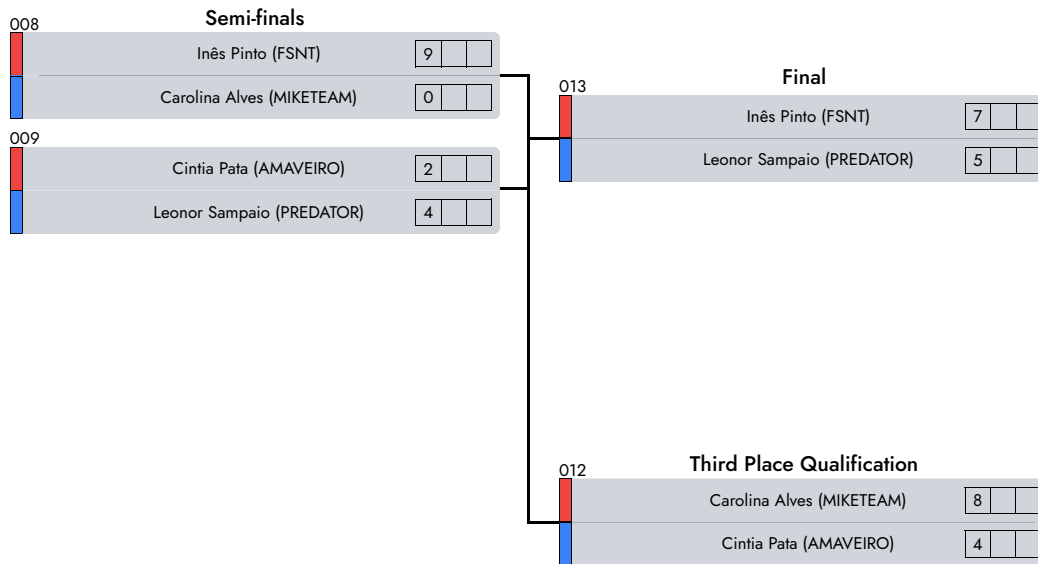 Semi-finals
008
Inês Pinto (FSNT) 9
Carolina Alves (MIKETEAM) 0
009
Cintia Pata (AMAVEIRO) 2
Leonor Sampaio (PREDATOR) 4
Final
013
Inês Pinto (FSNT) 7
Leonor Sampaio (PREDATOR) 5
Third Place Qualification
012
Carolina Alves (MIKETEAM) 8
Cintia Pata (AMAVEIRO) 4